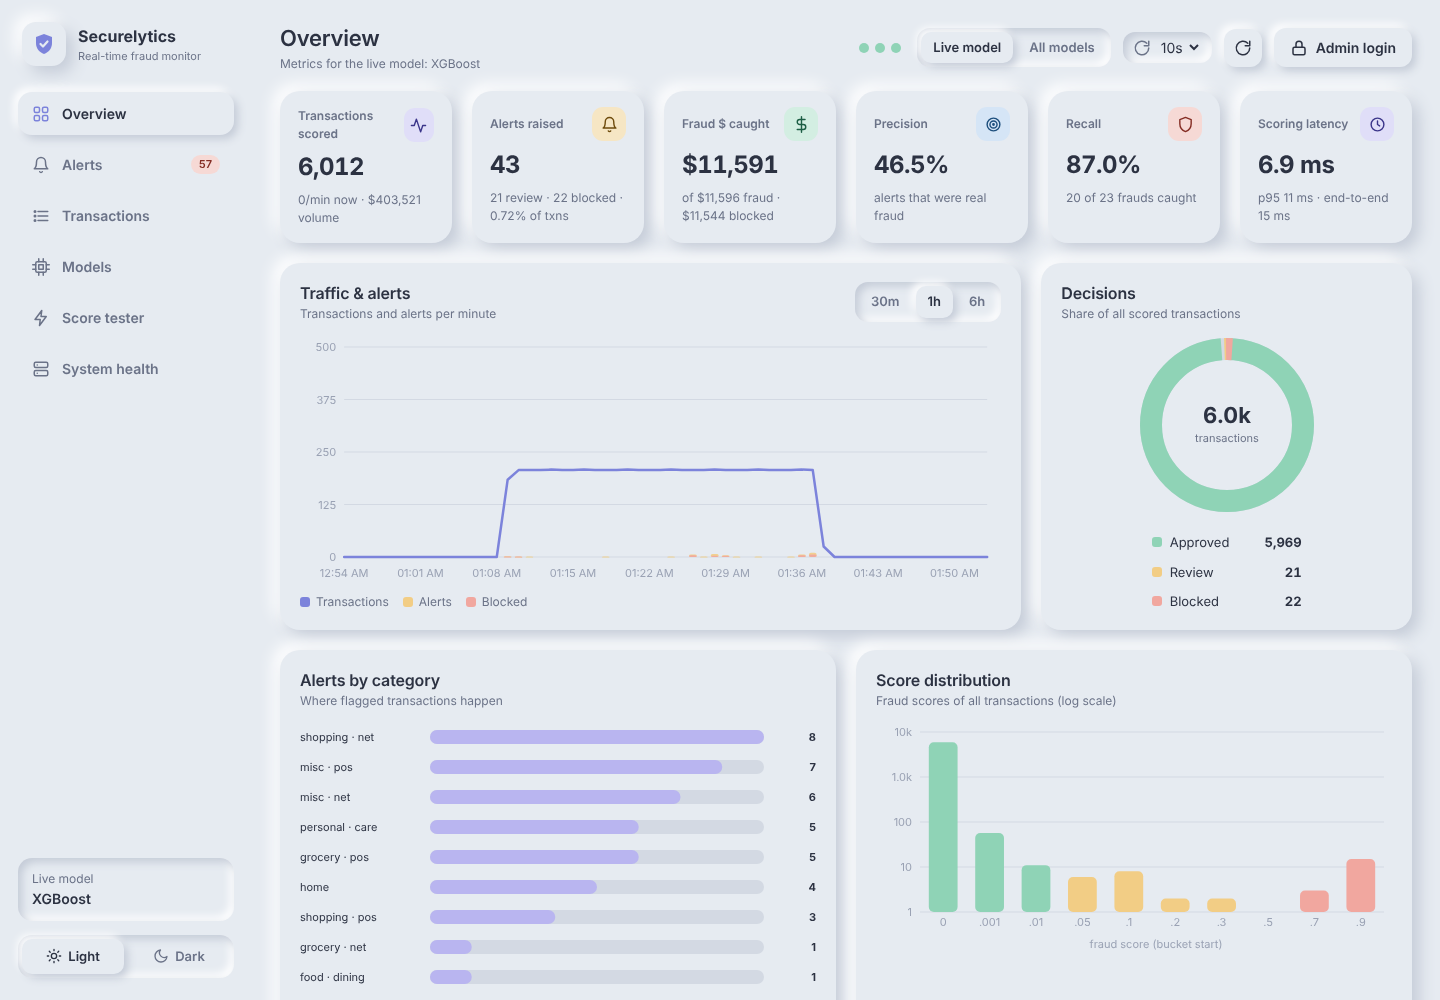 Securelytics
Real-time fraud monitor
Overview
Alerts
57
Transactions
Models
Score tester
System health
Live model
XGBoost
Light
Dark
Overview
Metrics for the live model: XGBoost
Live model
All models
10s
Admin login
Transactions
scored
6,012
0/min now · $403,521
volume
Alerts raised
43
21 review · 22 blocked ·
0.72% of txns
Fraud $ caught
$11,591
of $11,596 fraud ·
$11,544 blocked
Precision
46.5%
alerts that were real
fraud
Recall
87.0%
20 of 23 frauds caught
Scoring latency
6.9 ms
p95 11 ms · end-to-end
15 ms
Traffic & alerts
Transactions and alerts per minute
30m
1h
6h
500
375
250
125
0
12:54 AM
01:01 AM
01:08 AM
01:15 AM
01:22 AM
01:29 AM
01:36 AM
01:43 AM
01:50 AM
Transactions
Alerts
Blocked
Decisions
Share of all scored transactions
6.0k
transactions
Approved 5,969
Review 21
Blocked 22
Alerts by category
Where flagged transactions happen
shopping · net 8
misc · pos 7
misc · net 6
personal · care 5
grocery · pos 5
home 4
shopping · pos 3
grocery · net 1
food · dining 1
Score distribution
Fraud scores of all transactions (log scale)
10k
1.0k
100
10
1
0
.001
.01
.05
.1
.2
.3
.5
.7
.9
fraud score (bucket start)